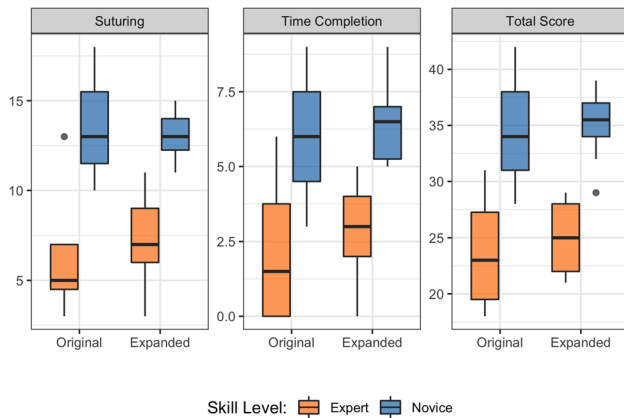 Suturing
Time Completion
Total Score
15
10
5
7.5
5.0
2.5
0.0
40
35
30
25
20
Original
Expanded
Original
Expanded
Original
Expanded
Skill Level: Expert Novice